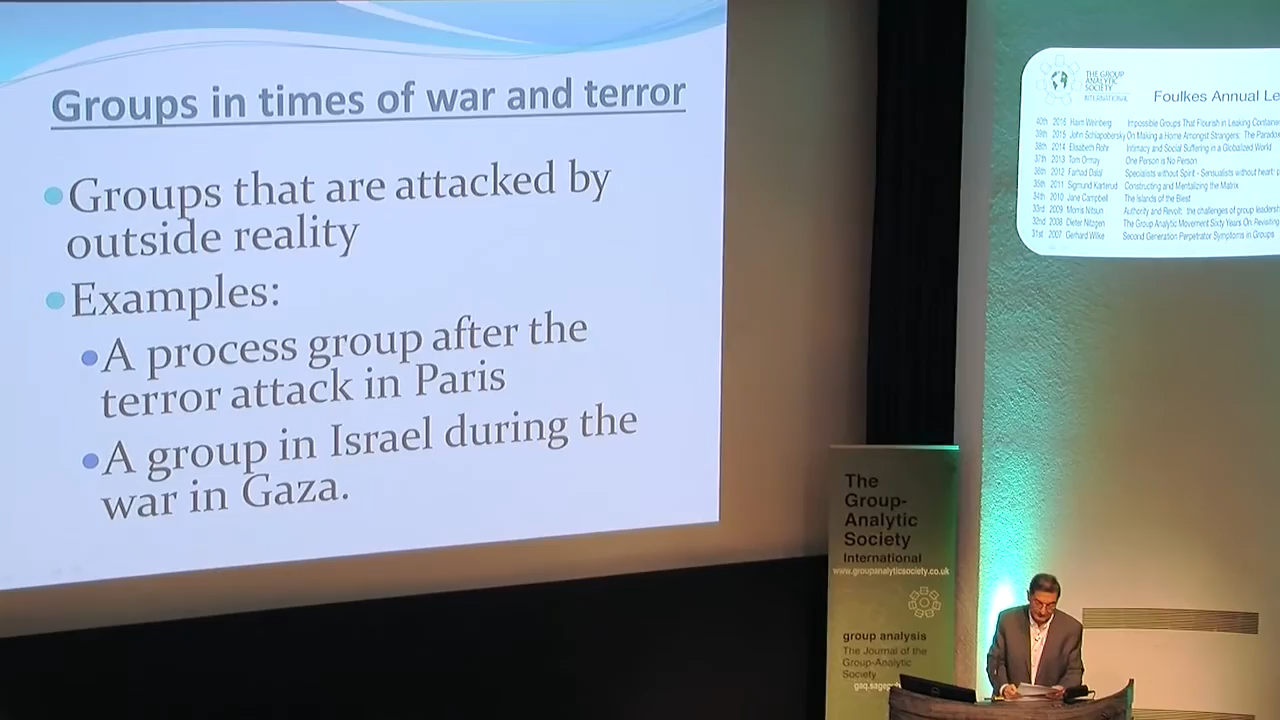 Groups in times of war and terror
Groups that are attacked by
outside reality
Examples:
A process group after the
terror attack in Paris
A group in Israel during the
war in Gaza.
THE GROUP
ANALYTIC
SOCIETY
INTERNATIONAL
Foulkes Annual Le
40th 2016 Haim Weinberg Impossible Groups That Flourish in Leaking Containe
39th 2015 John Schlapobersky On Making a Home Amongst Strangers: The Paradox
38th 2014 Elisabeth Rohr Intimacy and Social Suffering in a Globalized World
37th 2013 Tom Ormay One Person is No Person
36th 2012 Farhad Dalal Specialists without Spirit - Sensualists without heart: p
35th 2011 Sigmund Karterud Constructing and Mentalizing the Matrix
34th 2010 Jane Campbell The Islands of the Blest
33rd 2009 Morris Nitsun Authority and Revolt: the challenges of group leadersh
32nd 2008 Dieter Nitzgen The Group Analytic Movement Sixty Years On: Revisiting
31st 2007 Gerhard Wilke Second Generation Perpetrator Symptoms in Groups
The
Group-
Analytic
Society
International
www.groupanalyticsociety.co.uk
group analysis
The Journal of the
Group-Analytic
Society